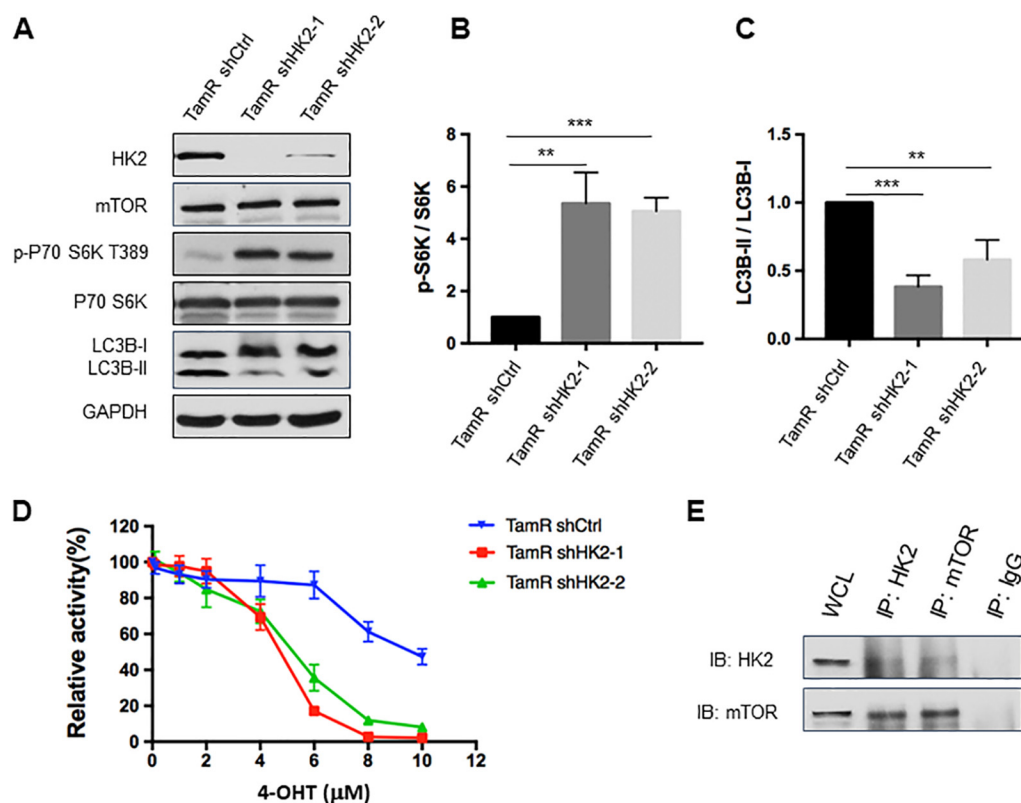 A
TamR shCtrl
TamR shHK2-1
TamR shHK2-2
HK2
mTOR
p-P70 S6K T389
P70 S6K
LC3B-I
LC3B-II
GAPDH
B
p-S6K / S6K
8
6
4
2
0
***
**
TamR shCtrl
TamR shHK2-1
TamR shHK2-2
C
LC3B-II / LC3B-I
1.5
1.0
0.5
0.0
**
***
TamR shCtrl
TamR shHK2-1
TamR shHK2-2
D
Relative activity(%)
120
100
80
60
40
20
0
0 2 4 6 8 10 12
4-OHT (μM)
TamR shCtrl
TamR shHK2-1
TamR shHK2-2
E
WCL
IP: HK2
IP: mTOR
IP: IgG
IB: HK2
IB: mTOR